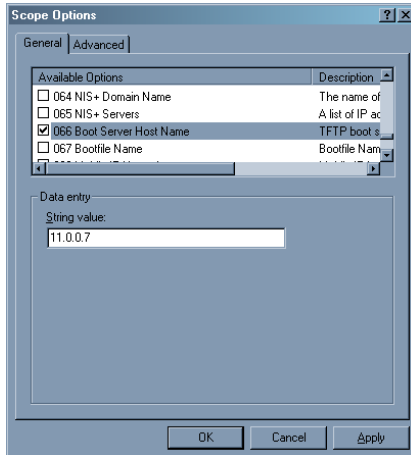 Scope Options
General Advanced
Available Options Description
064 NIS+ Domain Name The name of
065 NIS+ Servers A list of IP ac
066 Boot Server Host Name TFTP boot s
067 Bootfile Name Bootfile Nam
Data entry
String value:
11.0.0.7
OK Cancel Apply